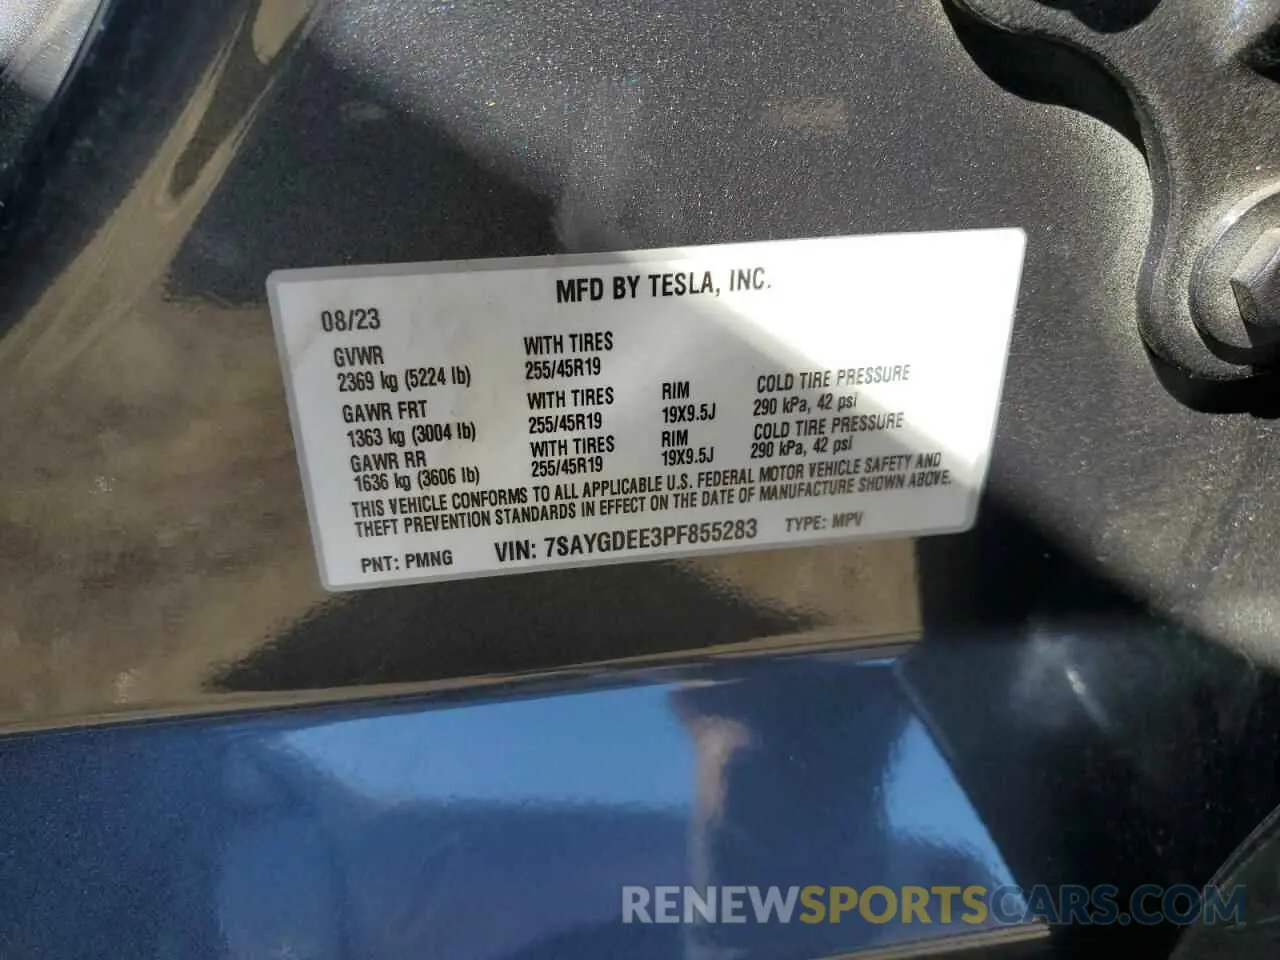 MFD BY TESLA, INC.
08/23
GVWR WITH TIRES
2369 kg (5224 lb) 255/45R19
GAWR FRT WITH TIRES RIM COLD TIRE PRESSURE
1363 kg (3004 lb) 255/45R19 19X9.5J 290 kPa, 42 psi
GAWR RR WITH TIRES RIM COLD TIRE PRESSURE
1636 kg (3606 lb) 255/45R19 19X9.5J 290 kPa, 42 psi
THIS VEHICLE CONFORMS TO ALL APPLICABLE U.S. FEDERAL MOTOR VEHICLE SAFETY AND
THEFT PREVENTION STANDARDS IN EFFECT ON THE DATE OF MANUFACTURE SHOWN ABOVE.
PNT: PMNG VIN: 7SAYGDEE3PF855283 TYPE: MPV
RENEWSPORTSCARS.COM